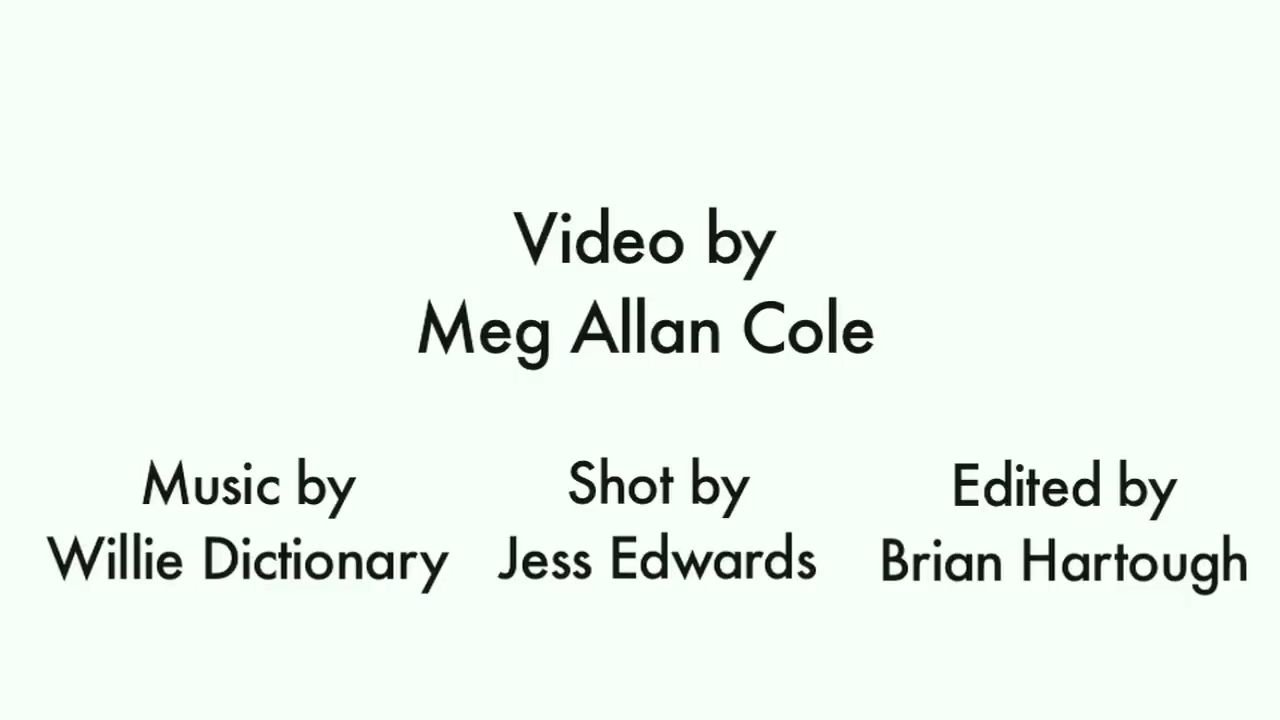 Video by
Meg Allan Cole
Music by
Willie Dictionary
Shot by
Jess Edwards
Edited by
Brian Hartough